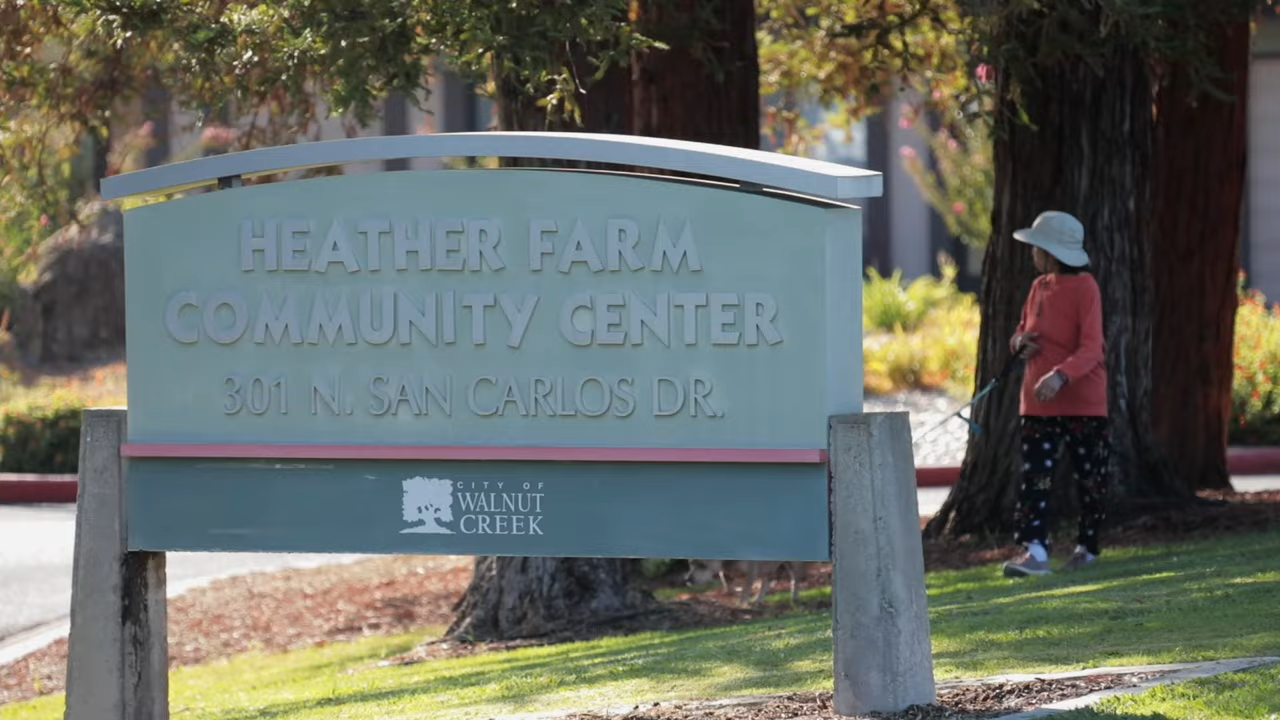 HEATHER FARM
COMMUNITY CENTER
301 N. SAN CARLOS DR.
CITY OF
WALNUT
CREEK